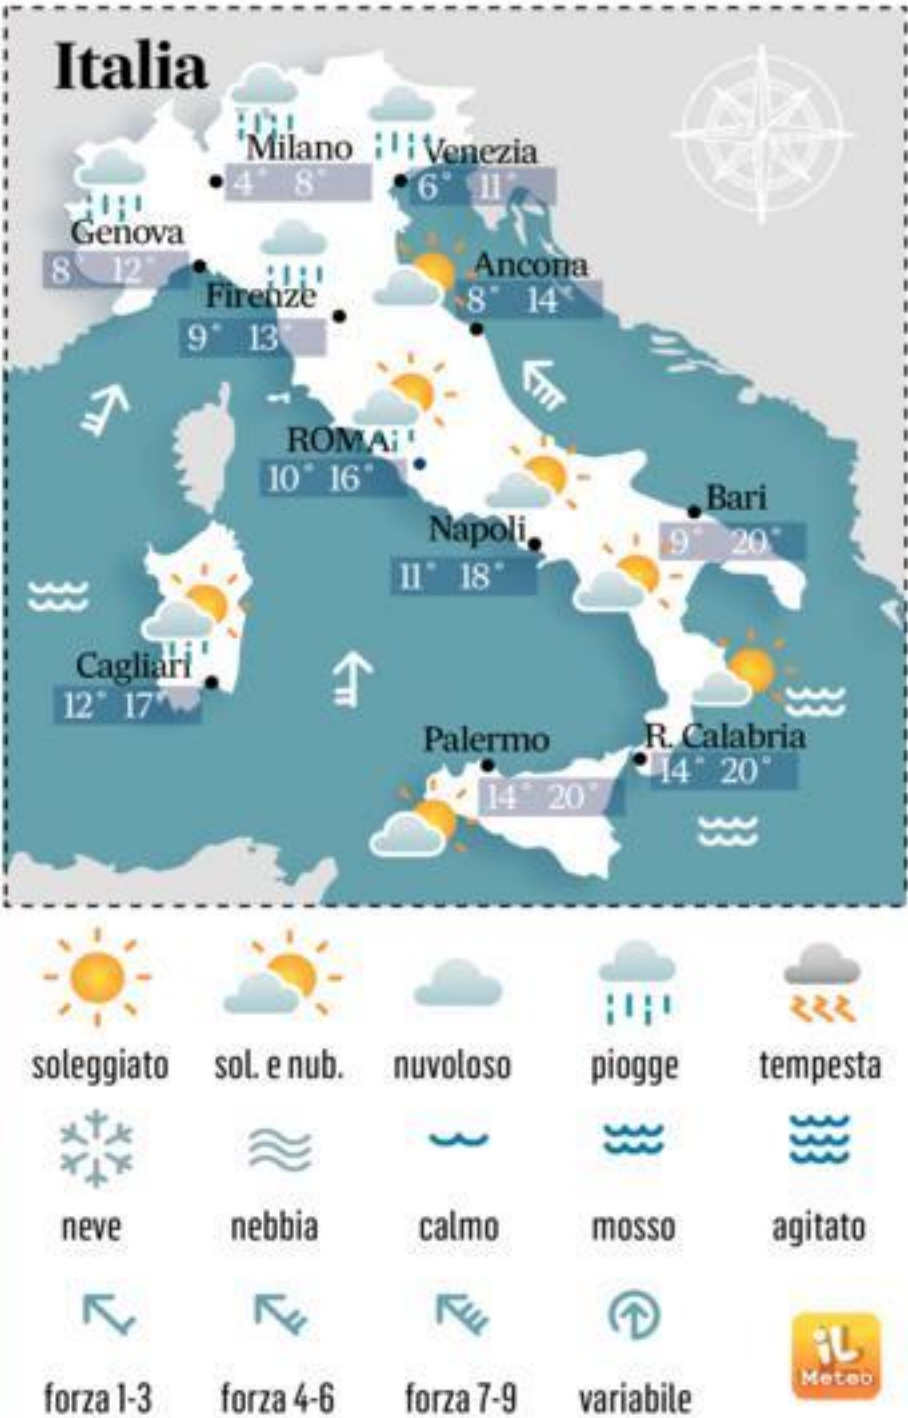 Italia
Milano
4° 8°
Venezia
6° 11°
Genova
8° 12°
Firenze
9° 13°
Ancona
8° 14°
ROMA
10° 16°
Bari
9° 20°
Napoli
11° 18°
Cagliari
12° 17°
Palermo
14° 20°
R. Calabria
14° 20°
soleggiato
sol. e nub.
nuvoloso
piogge
tempesta
neve
nebbia
calmo
mosso
agitato
forza 1-3
forza 4-6
forza 7-9
variabile
iL
Meteo